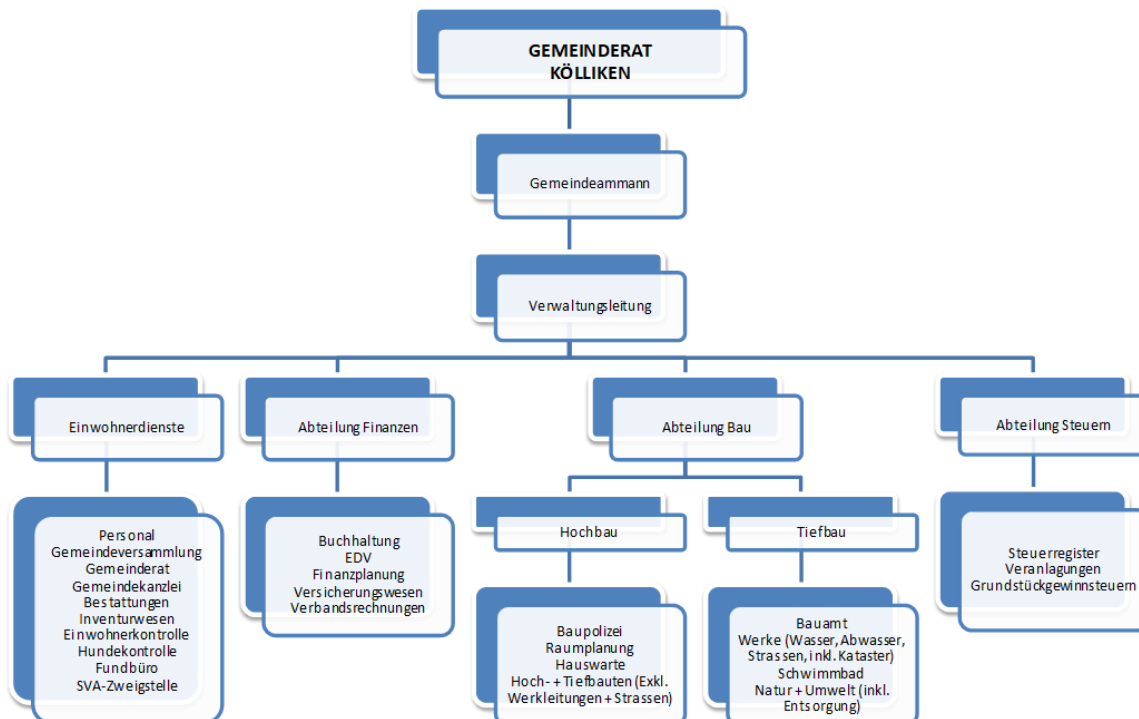 GEMEINDERAT
KÖLLIKEN
Gemeindeammann
Verwaltungsleitung
Einwohnerdienste
Abteilung Finanzen
Abteilung Bau
Abteilung Steuern
Personal
Gemeindeversammlung
Gemeinderat
Gemeindekanzlei
Bestattungen
Inventurwesen
Einwohnerkontrolle
Hundekontrolle
Fundbüro
SVA-Zweigstelle
Buchhaltung
EDV
Finanzplanung
Versicherungswesen
Verbandsrechnungen
Hochbau
Tiefbau
Baupolizei
Raumplanung
Hauswarte
Hoch- + Tiefbauten (Exkl.
Werkleitungen + Strassen)
Bauamt
Werke (Wasser, Abwasser,
Strassen, inkl. Kataster)
Schwimmbad
Natur + Umwelt (inkl.
Entsorgung)
Steuerregister
Veranlagungen
Grundstückgewinnsteuern